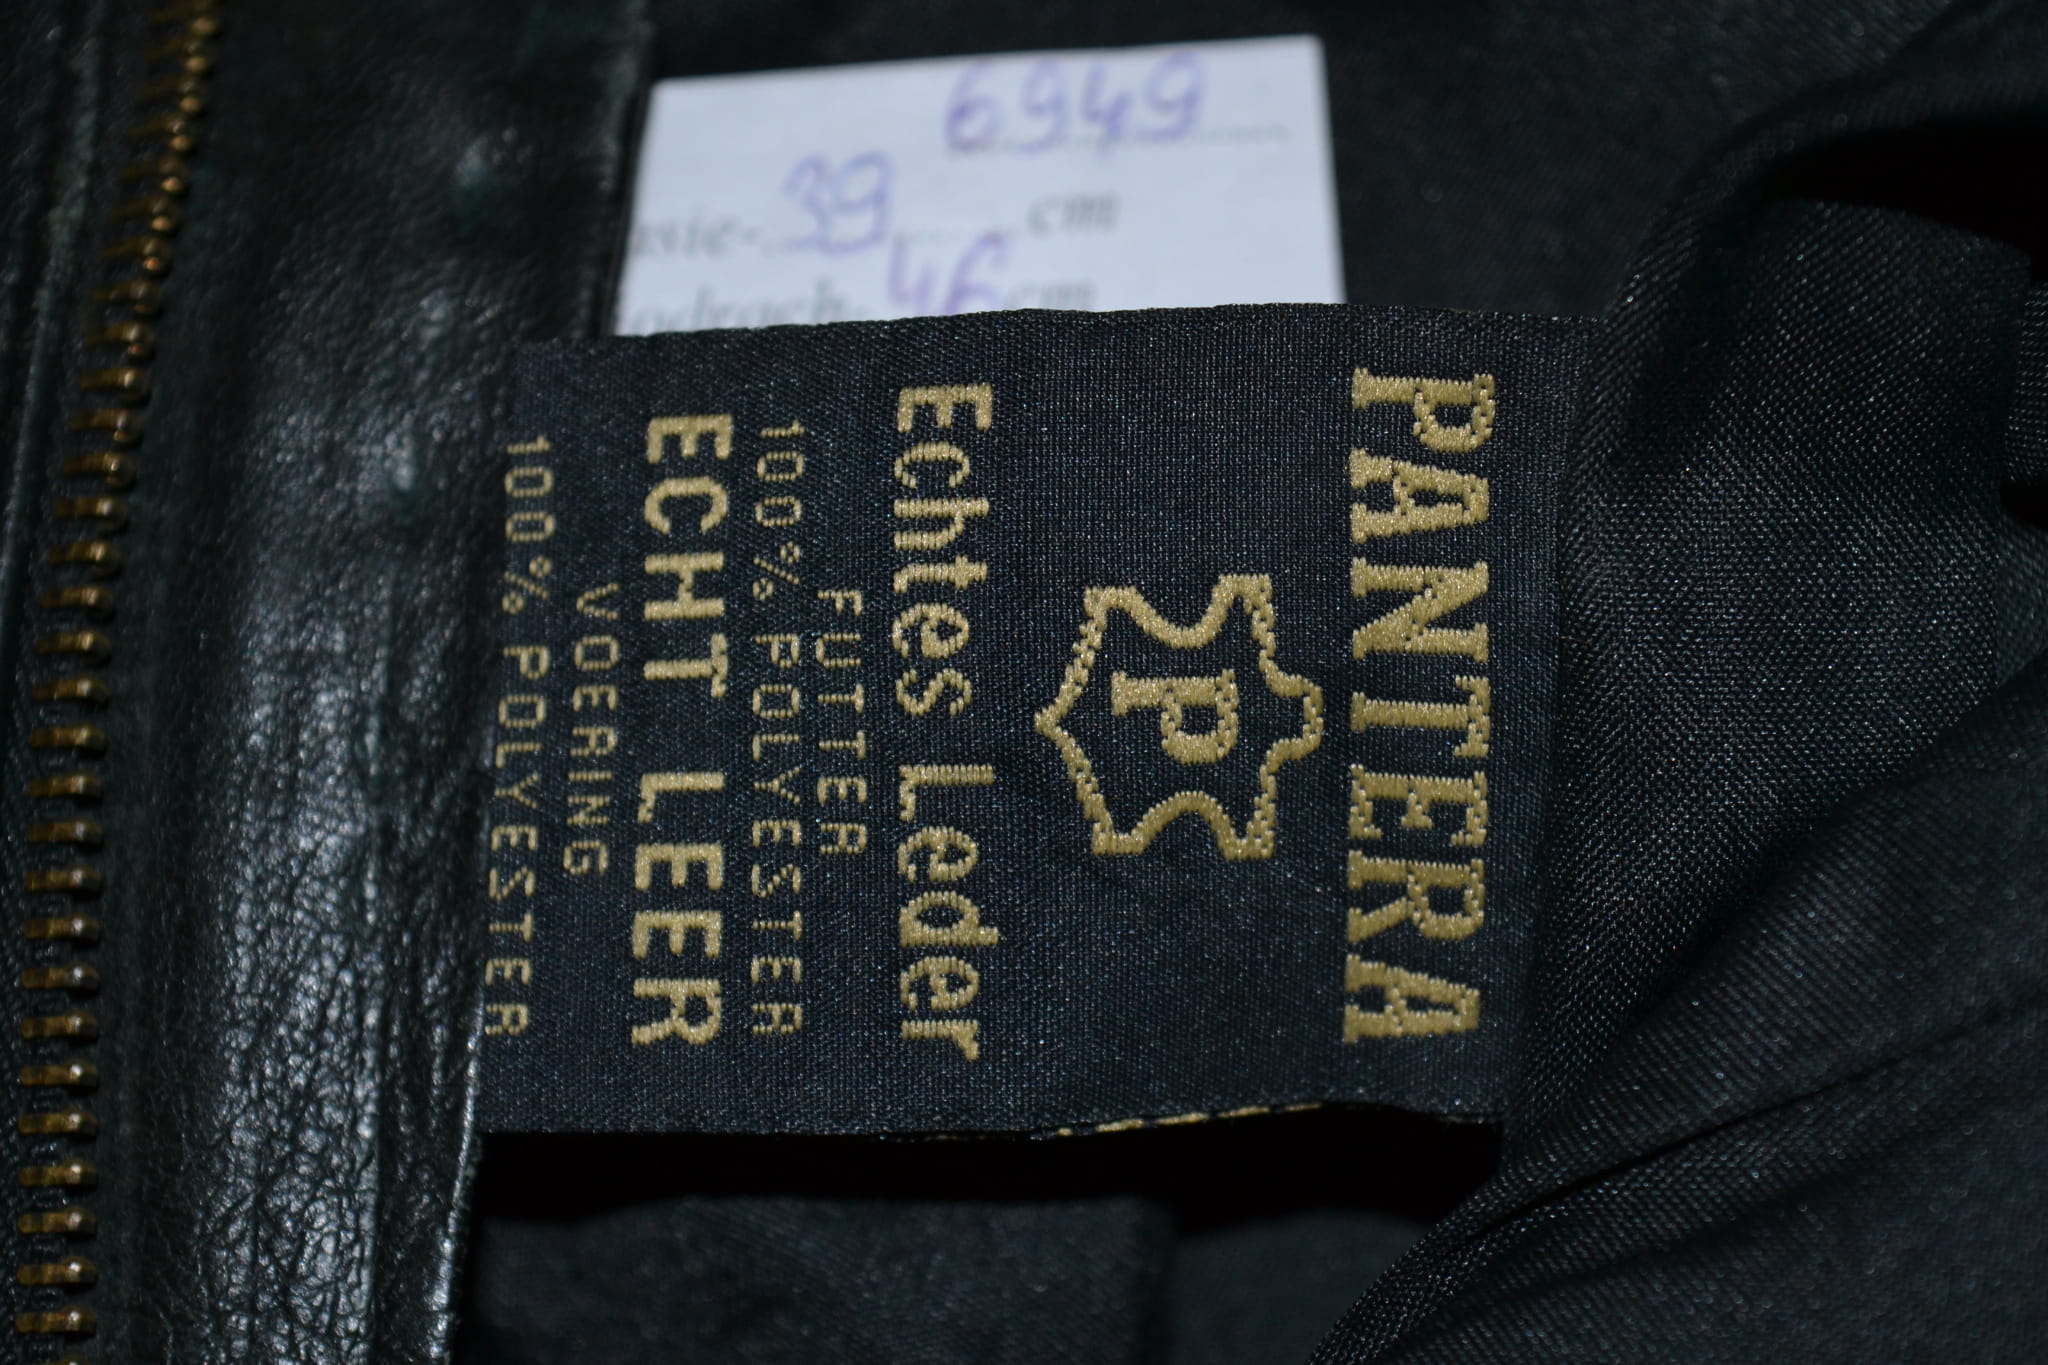 6949
39 cm
46 cm
PANTERA
P
Echtes Leder
FUTTER
100% POLYESTER
ECHT LEER
VOERING
100% POLYESTER